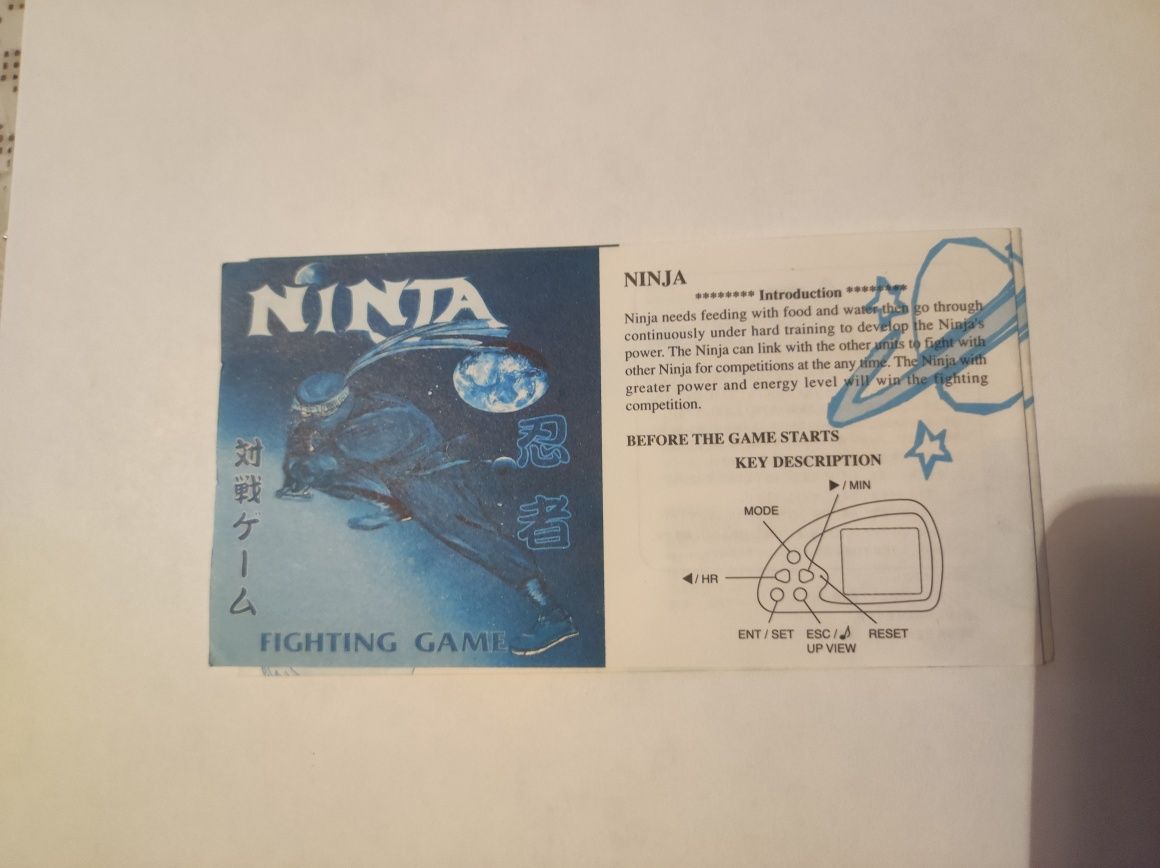 NINJA
忍者
対戦ゲーム
FIGHTING GAME
NINJA
******** Introduction ********
Ninja needs feeding with food and water then go through
continuously under hard training to develop the Ninja's
power. The Ninja can link with the other units to fight with
other Ninja for competitions at the any time. The Ninja with
greater power and energy level will win the fighting
competition.
BEFORE THE GAME STARTS
KEY DESCRIPTION
▶ / MIN
MODE
◀ / HR
ENT / SET
ESC / ♪
UP VIEW
RESET